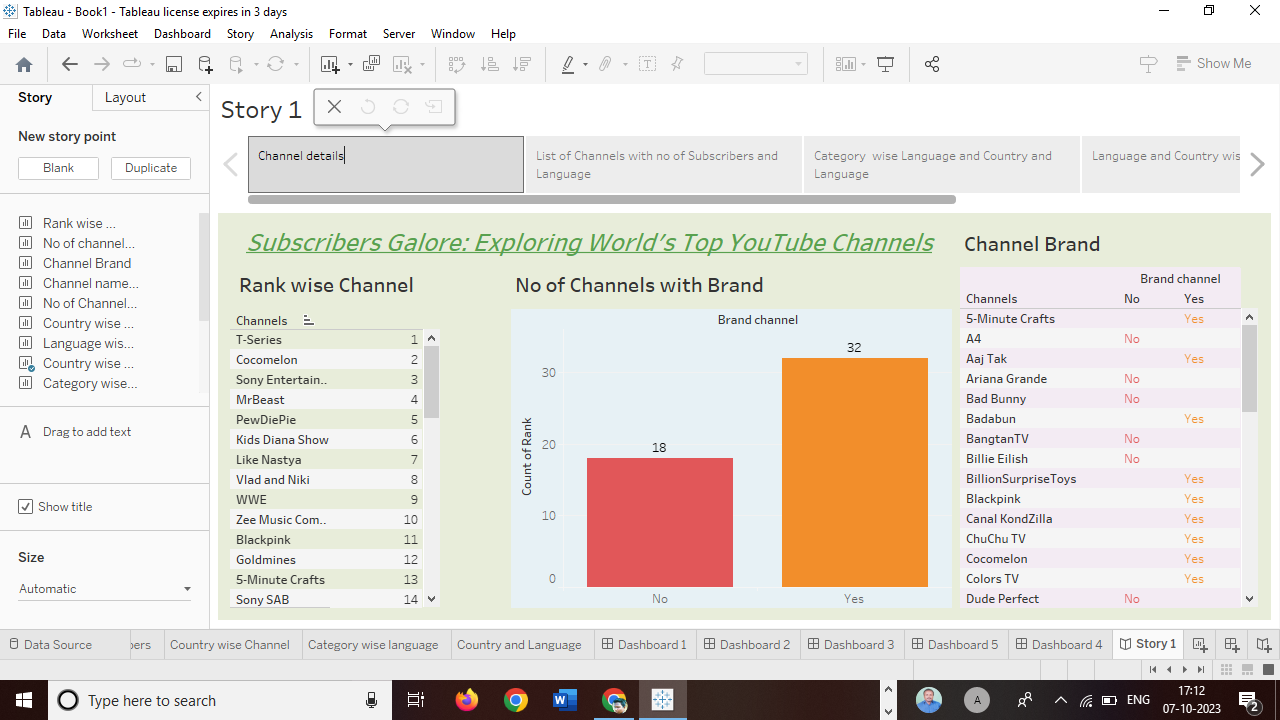 Tableau - Book1 - Tableau license expires in 3 days
File Data Worksheet Dashboard Story Analysis Format Server Window Help
Show Me
Story Layout
New story point
Blank Duplicate
Rank wise ...
No of channel...
Channel Brand
Channel name...
No of Channel...
Country wise ...
Language wis...
Country wise ...
Category wise...
A Drag to add text
Show title
Size
Automatic
Story 1
Channel details
List of Channels with no of Subscribers and
Language
Category wise Language and Country and
Language
Language and Country wis
Subscribers Galore: Exploring World's Top YouTube Channels
Rank wise Channel
Channels
T-Series 1
Cocomelon 2
Sony Entertain.. 3
MrBeast 4
PewDiePie 5
Kids Diana Show 6
Like Nastya 7
Vlad and Niki 8
WWE 9
Zee Music Com.. 10
Blackpink 11
Goldmines 12
5-Minute Crafts 13
Sony SAB 14
No of Channels with Brand
Brand channel
Count of Rank
30
20
10
0
18
32
No Yes
Channel Brand
Brand channel
Channels No Yes
5-Minute Crafts Yes
A4 No
Aaj Tak Yes
Ariana Grande No
Bad Bunny No
Badabun Yes
BangtanTV No
Billie Eilish No
BillionSurpriseToys Yes
Blackpink Yes
Canal KondZilla Yes
ChuChu TV Yes
Cocomelon Yes
Colors TV Yes
Dude Perfect No
Data Source bers Country wise Channel Category wise language Country and Language Dashboard 1 Dashboard 2 Dashboard 3 Dashboard 5 Dashboard 4 Story 1
Type here to search
A
ENG
17:12
07-10-2023
2